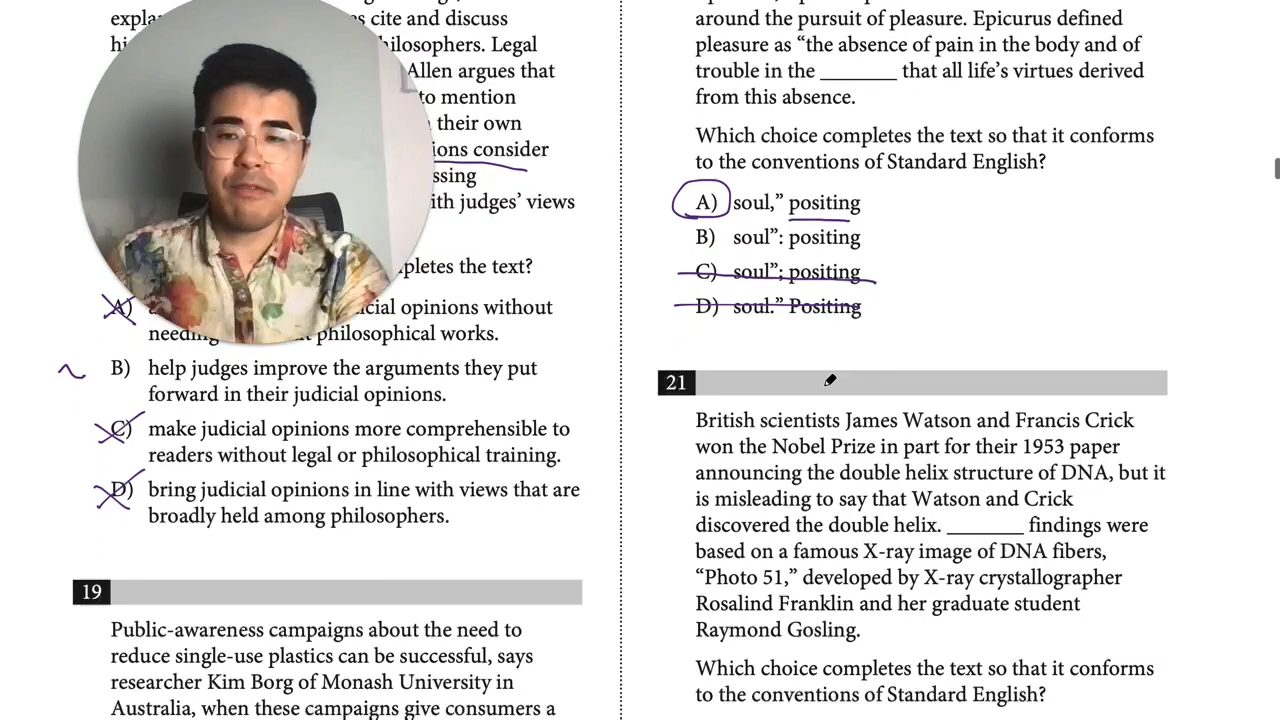 expla
es cite and discuss
hi
hilosophers. Legal
Allen argues that
to mention
their own
ions consider
ssing
ith judges’ views
pletes the text?
A)
cial opinions without
needing
philosophical works.
B) help judges improve the arguments they put
forward in their judicial opinions.
C) make judicial opinions more comprehensible to
readers without legal or philosophical training.
D) bring judicial opinions in line with views that are
broadly held among philosophers.
19
Public-awareness campaigns about the need to
reduce single-use plastics can be successful, says
researcher Kim Borg of Monash University in
Australia, when these campaigns give consumers a
around the pursuit of pleasure. Epicurus defined
pleasure as “the absence of pain in the body and of
trouble in the ______ that all life’s virtues derived
from this absence.
Which choice completes the text so that it conforms
to the conventions of Standard English?
A) soul,” positing
B) soul”: positing
C) soul”; positing
D) soul.” Positing
21
British scientists James Watson and Francis Crick
won the Nobel Prize in part for their 1953 paper
announcing the double helix structure of DNA, but it
is misleading to say that Watson and Crick
discovered the double helix. ______ findings were
based on a famous X-ray image of DNA fibers,
“Photo 51,” developed by X-ray crystallographer
Rosalind Franklin and her graduate student
Raymond Gosling.
Which choice completes the text so that it conforms
to the conventions of Standard English?